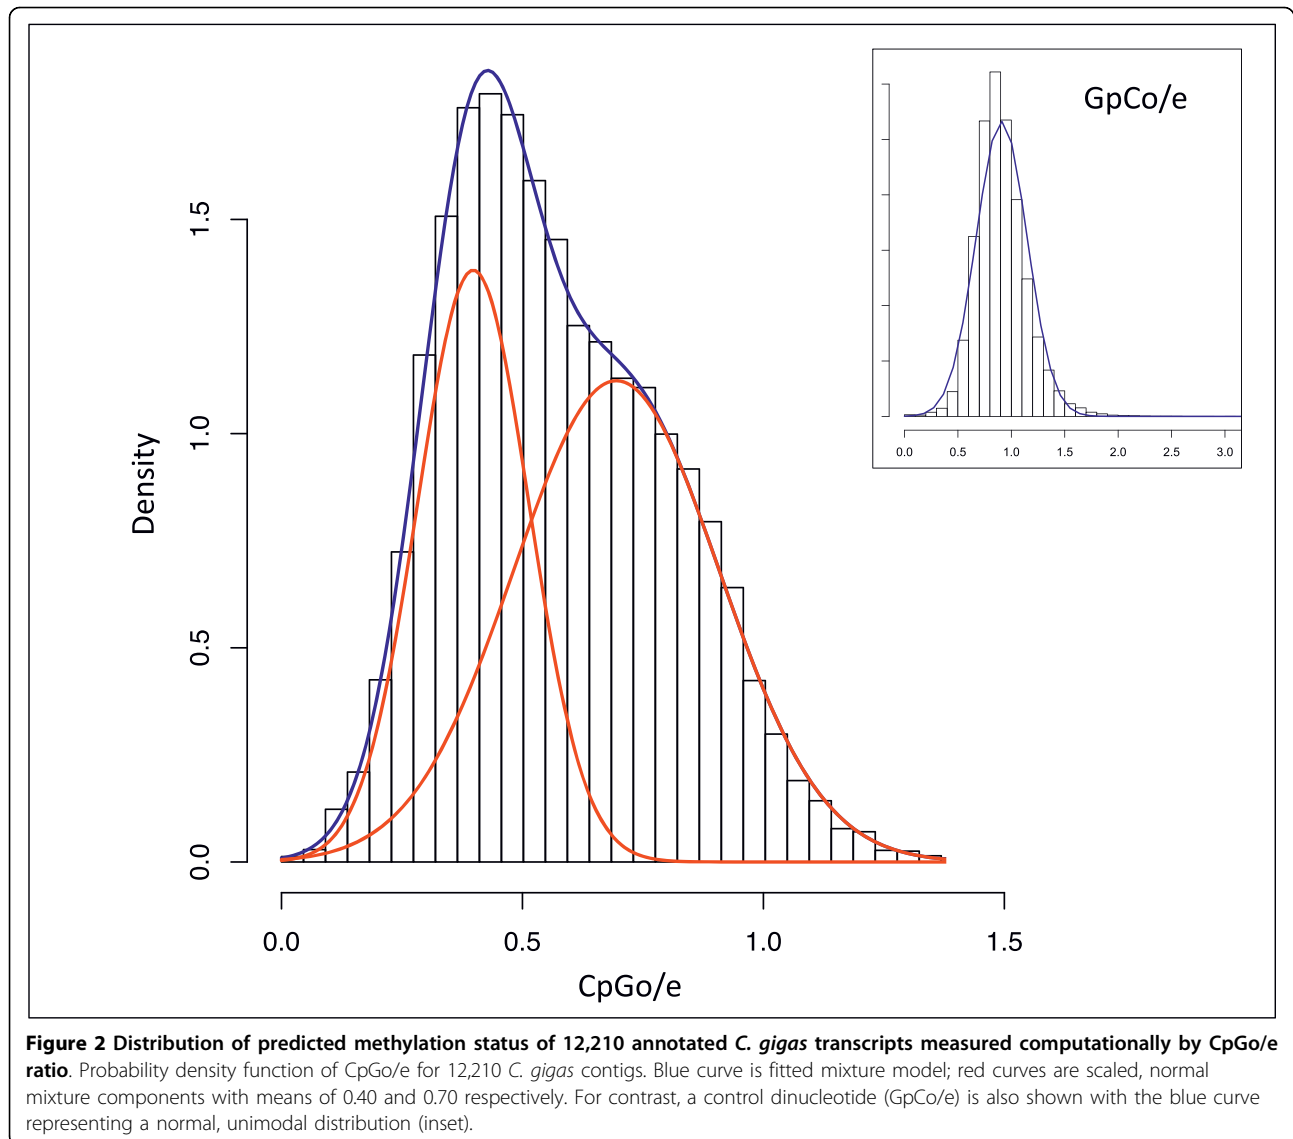 GpCo/e
0.0 0.5 1.0 1.5 2.0 2.5 3.0
1.5
1.0
0.5
0.0
Density
0.0 0.5 1.0 1.5
CpGo/e
Figure 2 Distribution of predicted methylation status of 12,210 annotated C. gigas transcripts measured computationally by CpGo/e
ratio. Probability density function of CpGo/e for 12,210 C. gigas contigs. Blue curve is fitted mixture model; red curves are scaled, normal
mixture components with means of 0.40 and 0.70 respectively. For contrast, a control dinucleotide (GpCo/e) is also shown with the blue curve
representing a normal, unimodal distribution (inset).